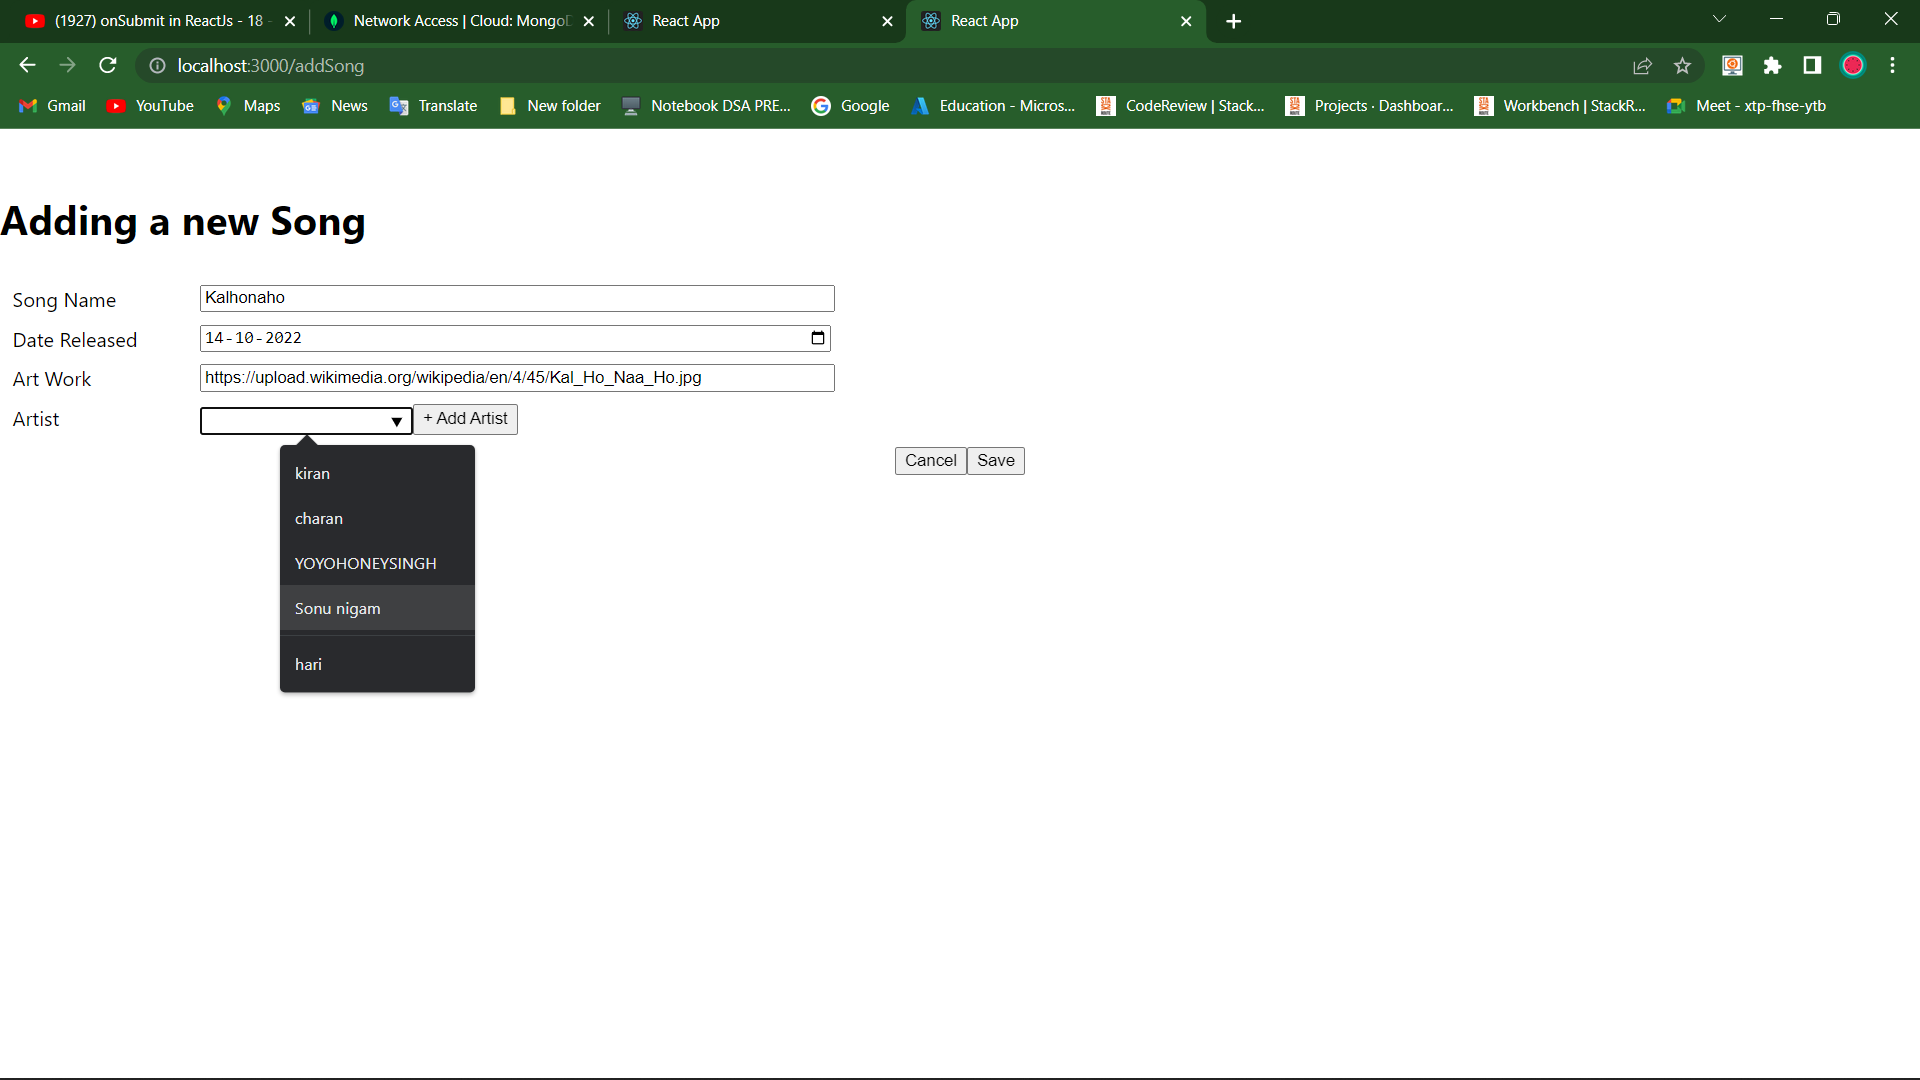 (1927) onSubmit in ReactJs - 18 -
Network Access | Cloud: MongoD
React App
React App
localhost:3000/addSong
Gmail
YouTube
Maps
News
Translate
New folder
Notebook DSA PRE...
Google
Education - Micros...
CodeReview | Stack...
Projects · Dashboar...
Workbench | StackR...
Meet - xtp-fhse-ytb
Adding a new Song
Song Name
Kalhonaho
Date Released
14-10-2022
Art Work
https://upload.wikimedia.org/wikipedia/en/4/45/Kal_Ho_Naa_Ho.jpg
Artist
+ Add Artist
Cancel
Save
kiran
charan
YOYOHONEYSINGH
Sonu nigam
hari